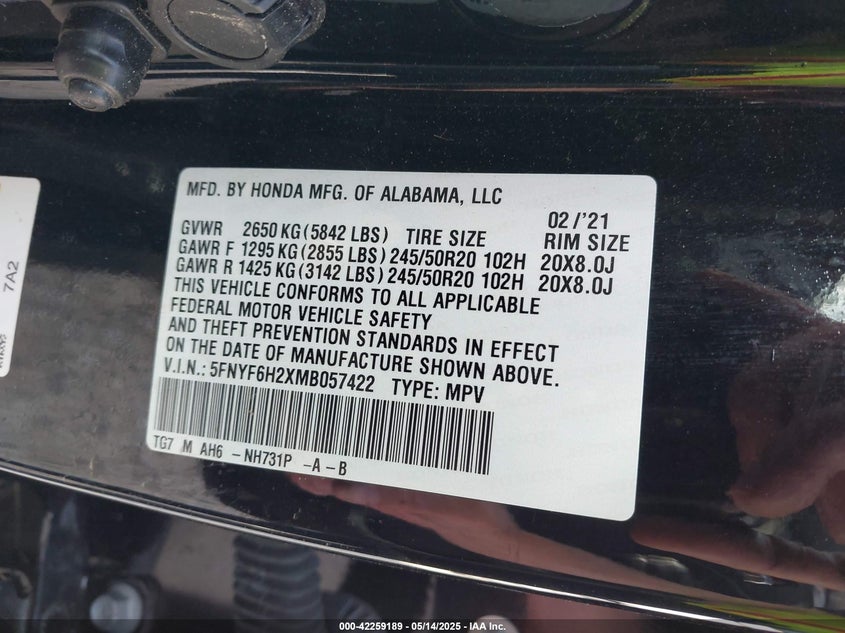 MFD. BY HONDA MFG. OF ALABAMA, LLC
02/'21
GVWR 2650 KG (5842 LBS) TIRE SIZE RIM SIZE
GAWR F 1295 KG (2855 LBS) 245/50R20 102H 20X8.0J
GAWR R 1425 KG (3142 LBS) 245/50R20 102H 20X8.0J
THIS VEHICLE CONFORMS TO ALL APPLICABLE
FEDERAL MOTOR VEHICLE SAFETY
AND THEFT PREVENTION STANDARDS IN EFFECT
ON THE DATE OF MANUFACTURE SHOWN ABOVE.
V.I.N.: 5FNYF6H2XMB057422 TYPE: MPV
TG7 M AH6 -NH731P -A -B
7A2
000-42259189 - 05/14/2025 - IAA Inc.